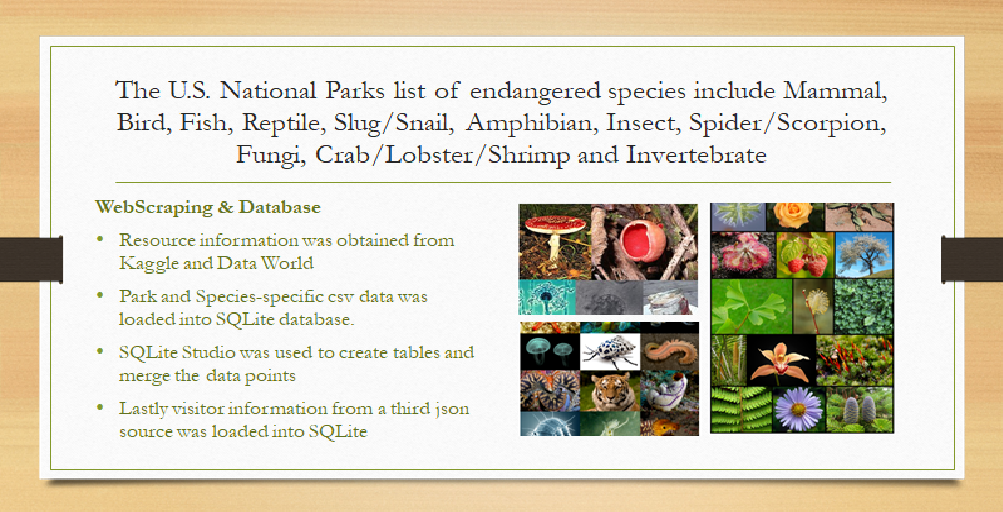 The U.S. National Parks list of endangered species include Mammal,
Bird, Fish, Reptile, Slug/Snail, Amphibian, Insect, Spider/Scorpion,
Fungi, Crab/Lobster/Shrimp and Invertebrate
WebScraping & Database
• Resource information was obtained from
Kaggle and Data World
• Park and Species-specific csv data was
loaded into SQLite database.
• SQLite Studio was used to create tables and
merge the data points
• Lastly visitor information from a third json
source was loaded into SQLite